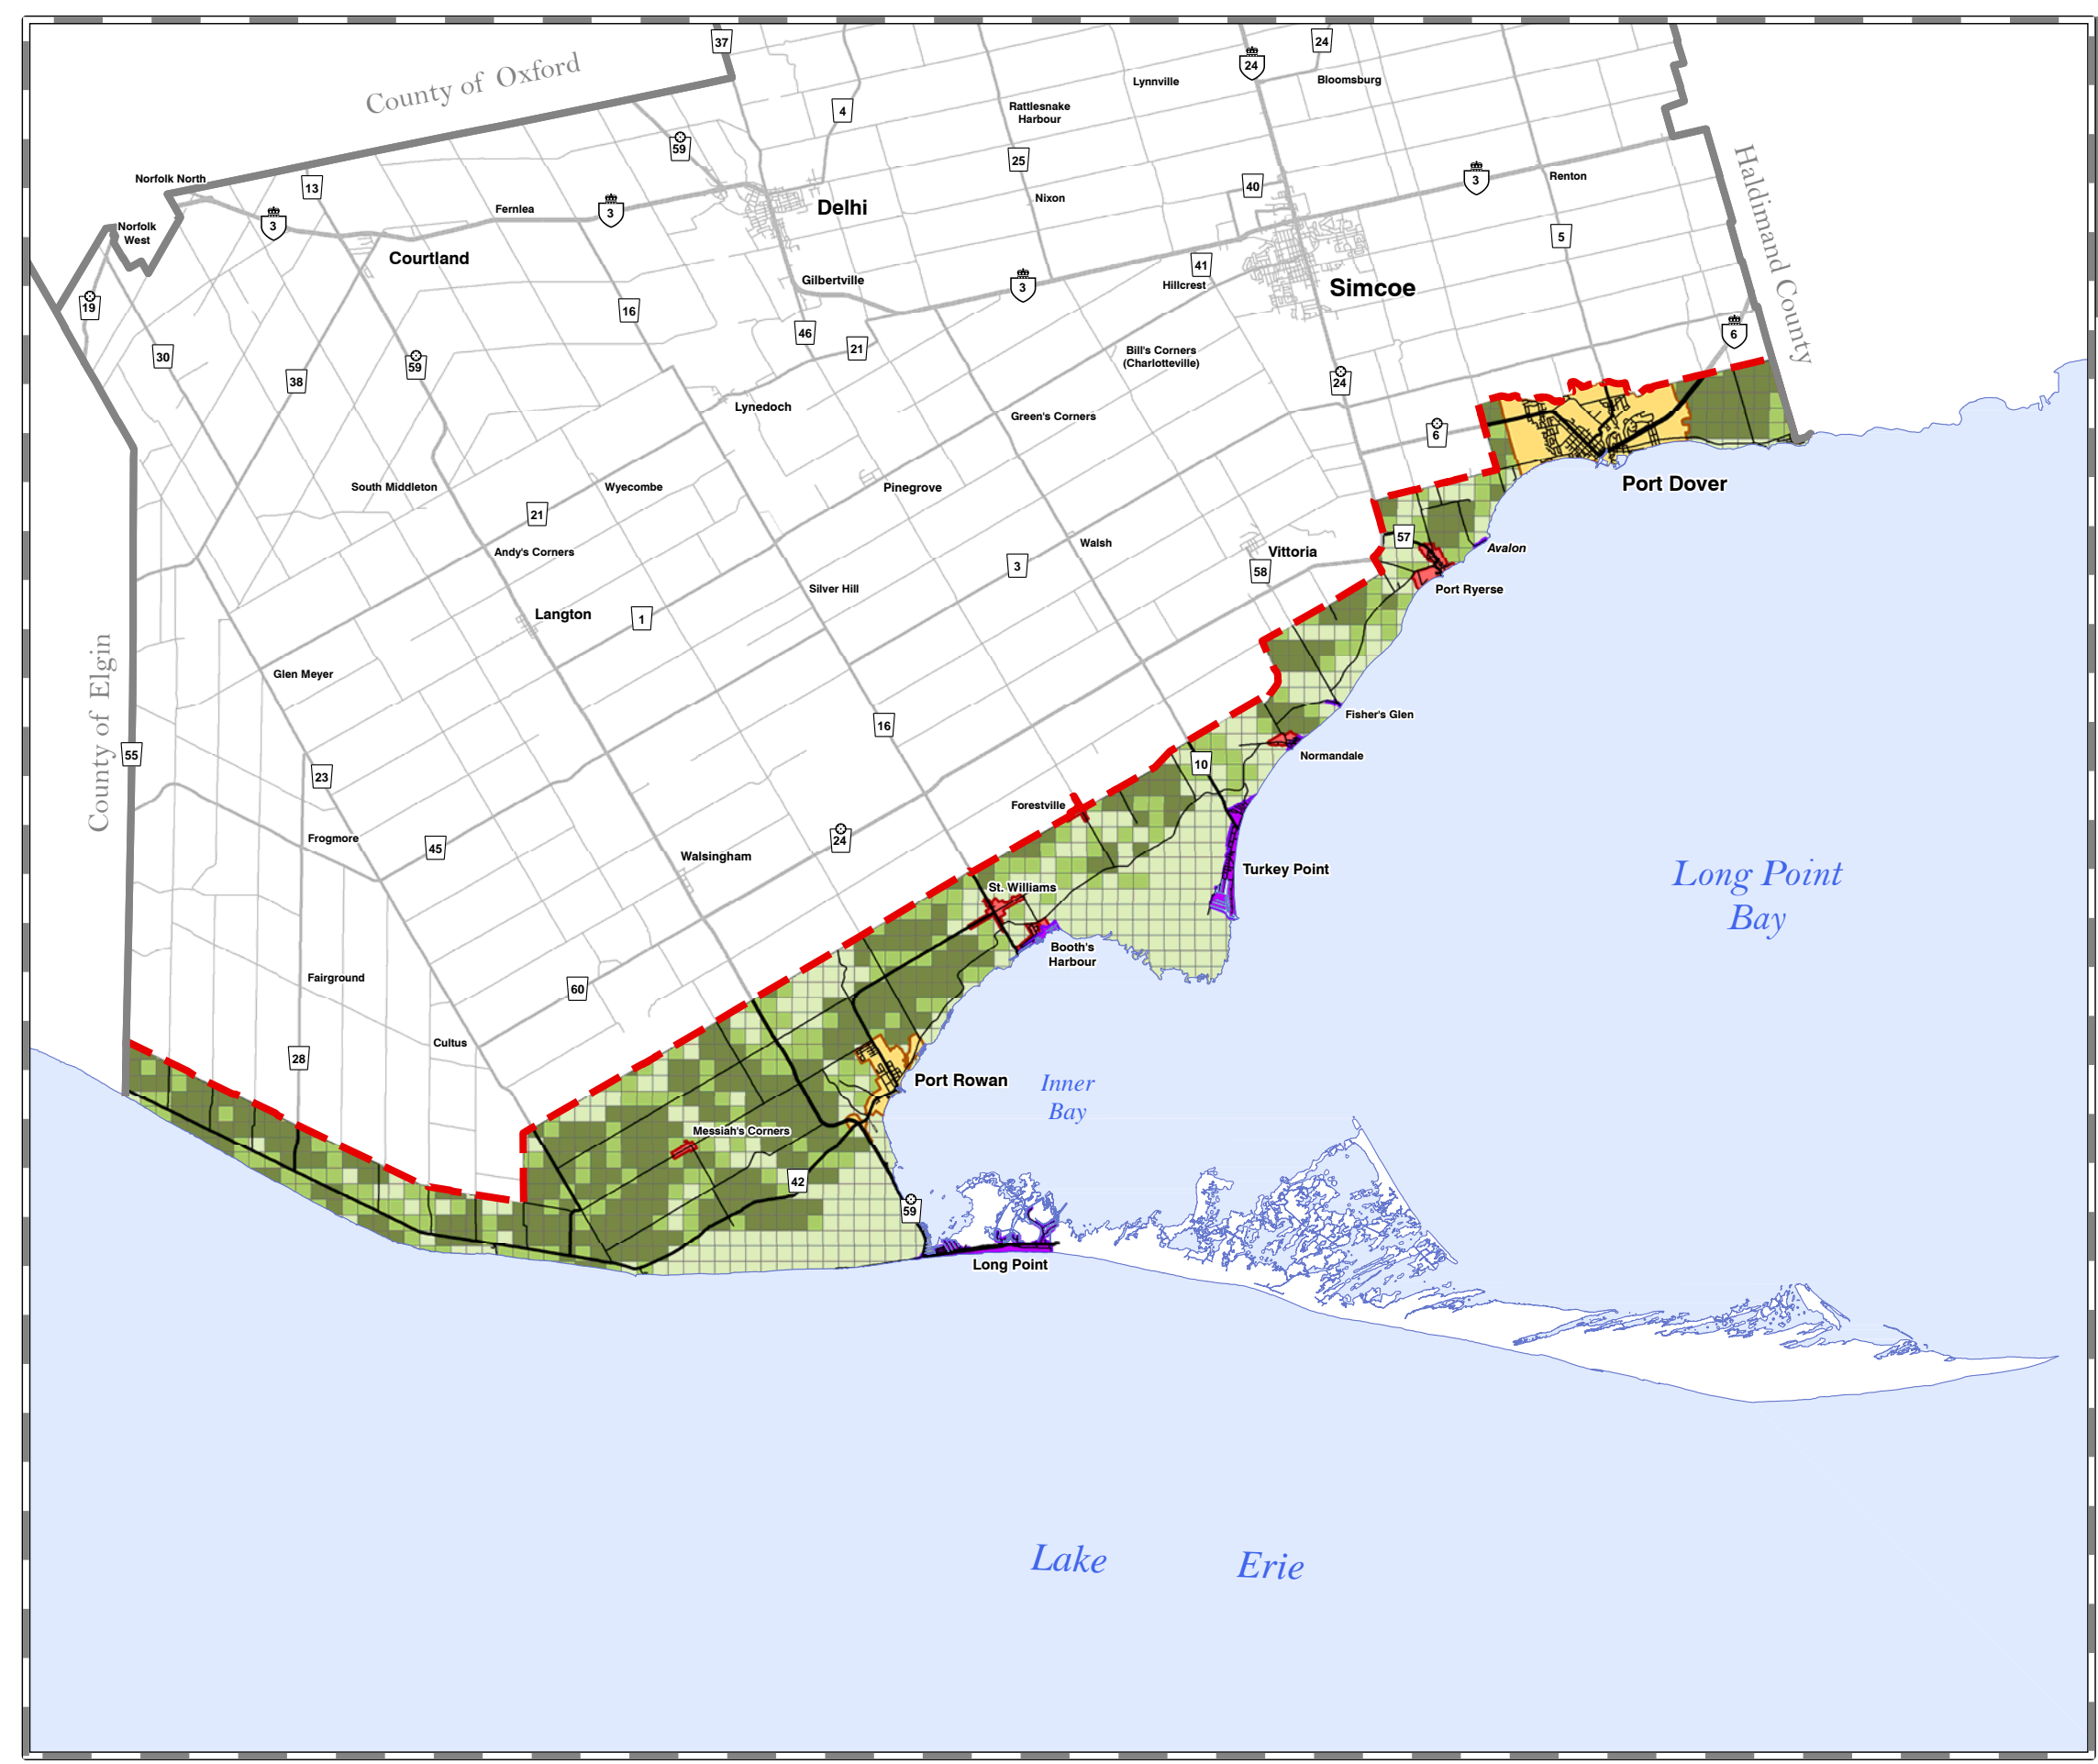 37
24
24
County of Oxford
Lynnville
Bloomsburg
4
Rattlesnake
Harbour
59
25
Norfolk North
13
40
3
Renton
Haldimand County
Nixon
Fernlea
3
Delhi
3
Norfolk
West
5
Courtland
41
Gilbertville
Hillcrest
3
Simcoe
19
16
46
6
30
21
Bill's Corners
(Charlotteville)
59
38
24
Lynedoch
Green's Corners
6
South Middleton
Wyecombe
Pinegrove
Port Dover
21
57
Walsh
Avalon
Andy's Corners
Vittoria
3
58
Silver Hill
Port Ryerse
Langton
1
County of Elgin
Glen Meyer
Fisher's Glen
16
55
Normandale
10
23
Forestville
Frogmore
45
24
Walsingham
Turkey Point
Long Point
Bay
St. Williams
Booth's
Harbour
Fairground
60
Cultus
28
Port Rowan
Inner
Bay
Messiah's Corners
42
59
Long Point
Lake Erie